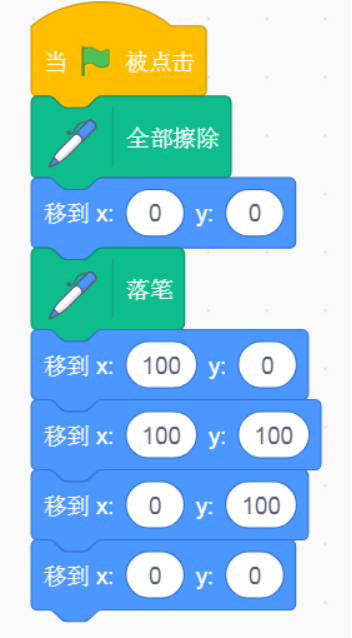 当 被点击
全部擦除
移到 x: 0 y: 0
落笔
移到 x: 100 y: 0
移到 x: 100 y: 100
移到 x: 0 y: 100
移到 x: 0 y: 0